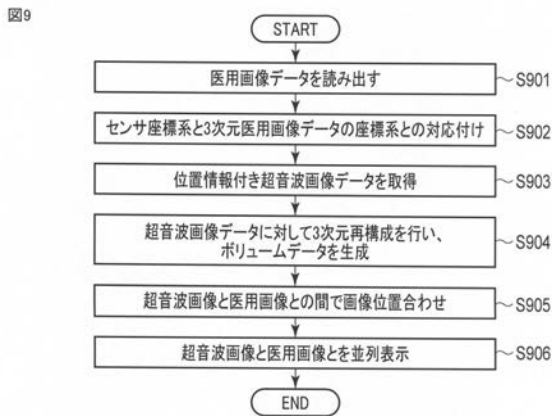 図9
START
医用画像データを読み出す
S901
センサ座標系と3次元医用画像データの座標系との対応付け
S902
位置情報付き超音波画像データを取得
S903
超音波画像データに対して3次元再構成を行い、
ボリュームデータを生成
S904
超音波画像と医用画像との間で画像位置合わせ
S905
超音波画像と医用画像とを並列表示
S906
END